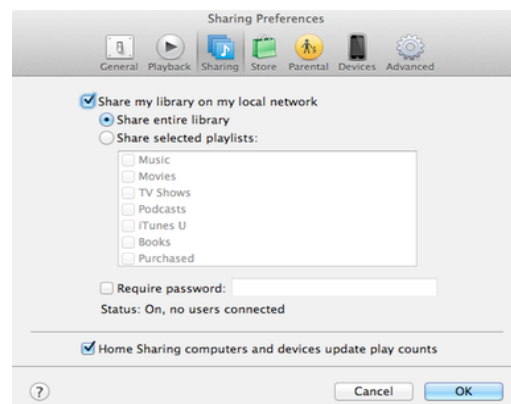 Sharing Preferences
General Playback Sharing Store Parental Devices Advanced
Share my library on my local network
Share entire library
Share selected playlists:
Music
Movies
TV Shows
Podcasts
iTunes U
Books
Purchased
Require password:
Status: On, no users connected
Home Sharing computers and devices update play counts
? Cancel OK